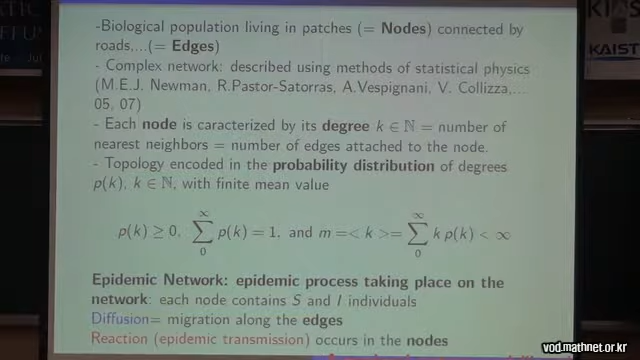 -Biological population living in patches (= Nodes) connected by
roads,...(= Edges)
- Complex network: described using methods of statistical physics
(M.E.J. Newman, R.Pastor-Satorras, A.Vespignani, V. Collizza,...
05, 07)
- Each node is caracterized by its degree k ∈ ℕ = number of
nearest neighbors = number of edges attached to the node.
- Topology encoded in the probability distribution of degrees
p(k), k ∈ ℕ, with finite mean value
p(k) ≥ 0, ∑_0^∞ p(k) = 1, and m =< k >= ∑_0^∞ k p(k) < ∞
Epidemic Network: epidemic process taking place on the
network: each node contains S and I individuals
Diffusion= migration along the edges
Reaction (epidemic transmission) occurs in the nodes
KAIST
vod.mathnet.or.kr